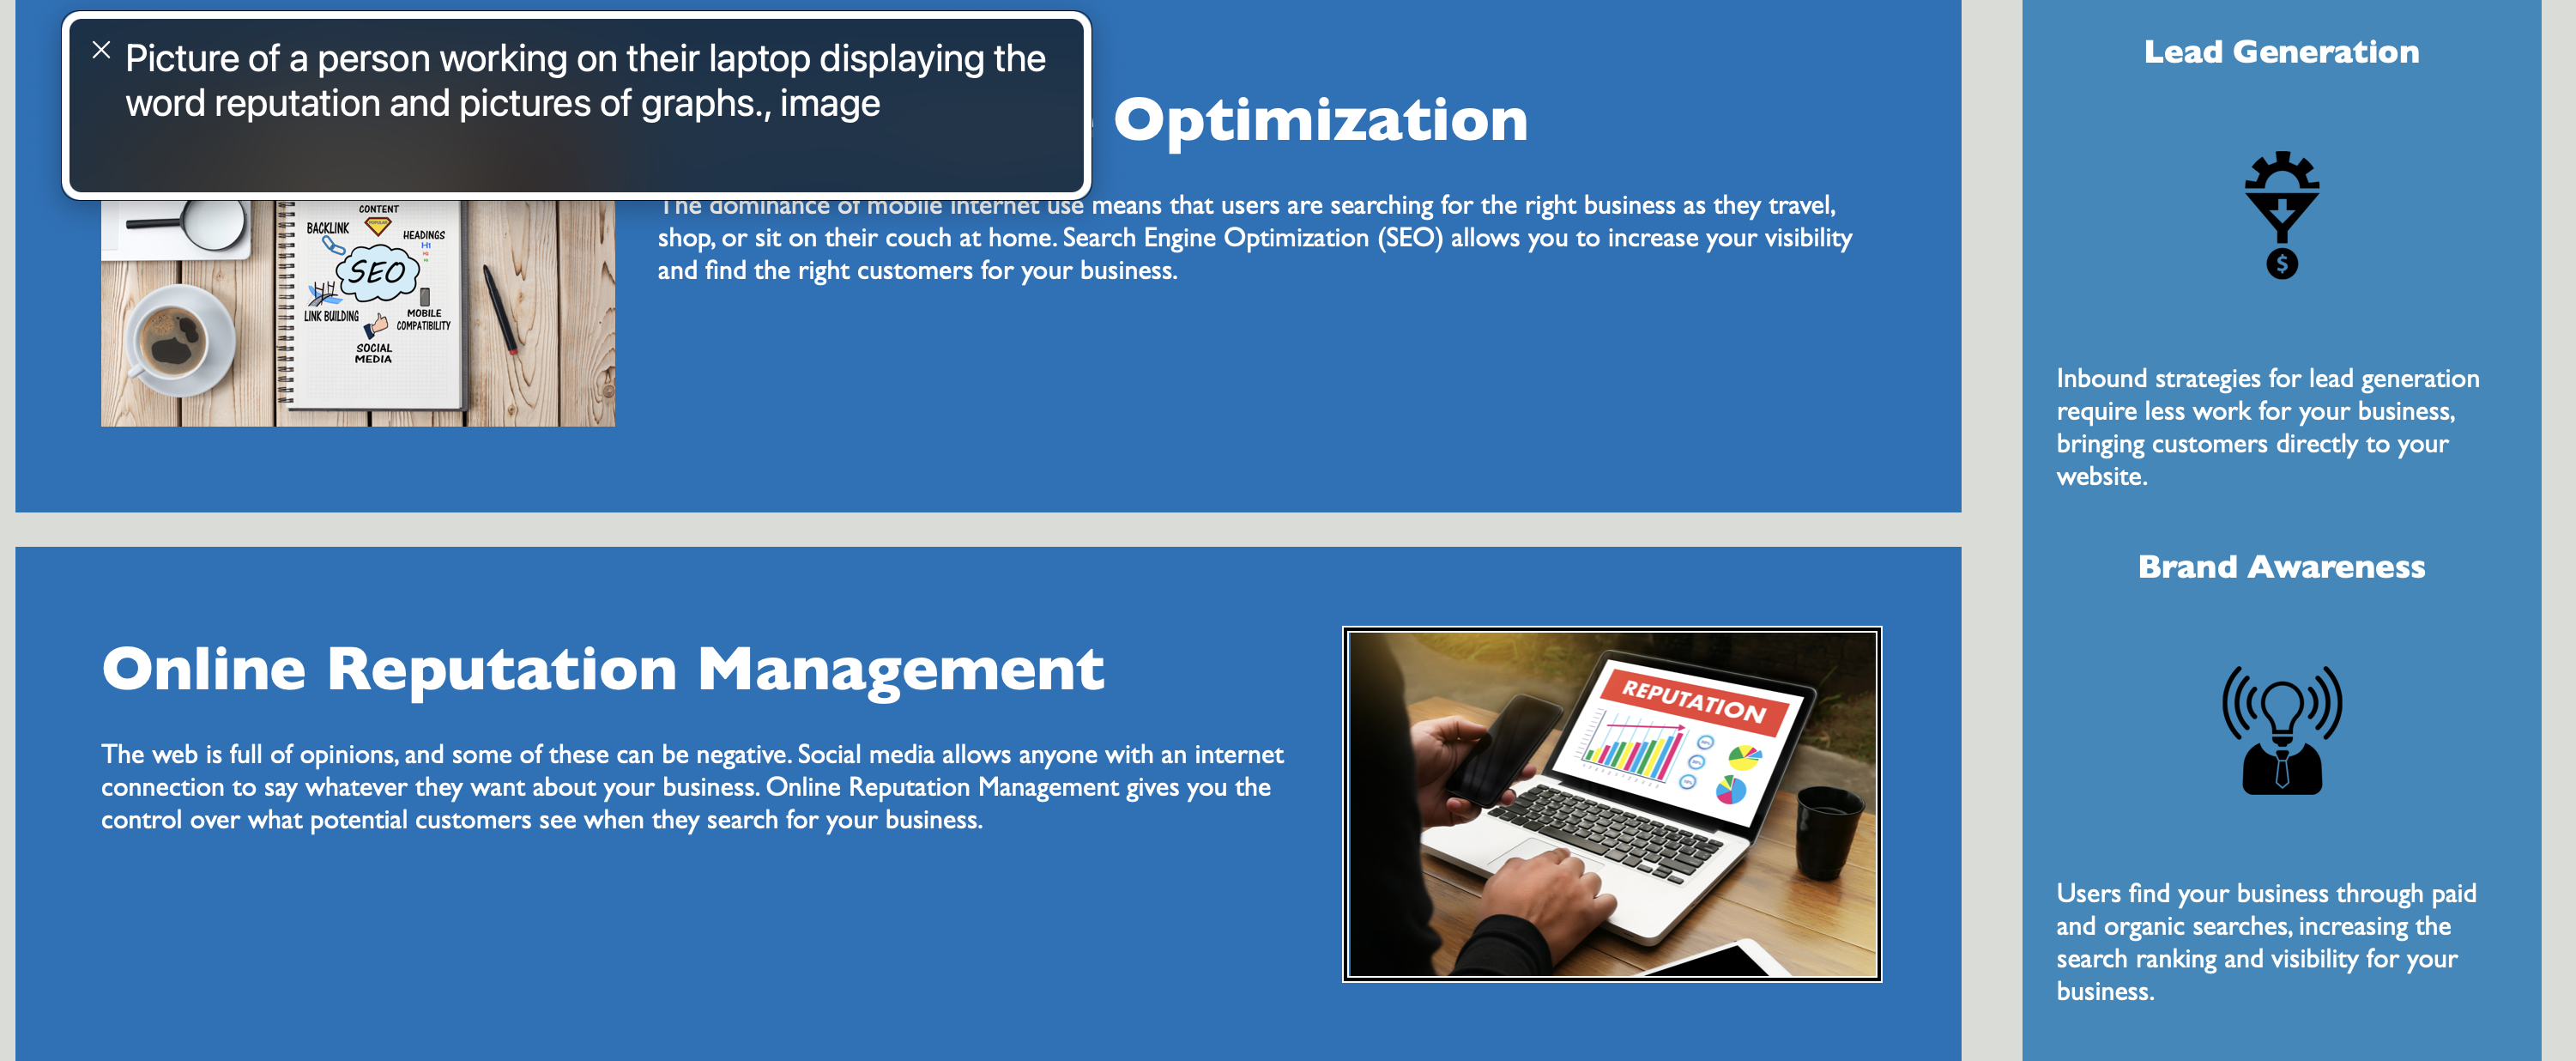 Picture of a person working on their laptop displaying the
word reputation and pictures of graphs., image
Optimization
The dominance of mobile internet use means that users are searching for the right business as they travel,
shop, or sit on their couch at home. Search Engine Optimization (SEO) allows you to increase your visibility
and find the right customers for your business.
CONTENT
BACKLINK
HEADINGS
H1
SEO
LINK BUILDING
MOBILE
COMPATIBILITY
SOCIAL
MEDIA
Online Reputation Management
The web is full of opinions, and some of these can be negative. Social media allows anyone with an internet
connection to say whatever they want about your business. Online Reputation Management gives you the
control over what potential customers see when they search for your business.
REPUTATION
Lead Generation
$
Inbound strategies for lead generation
require less work for your business,
bringing customers directly to your
website.
Brand Awareness
Users find your business through paid
and organic searches, increasing the
search ranking and visibility for your
business.